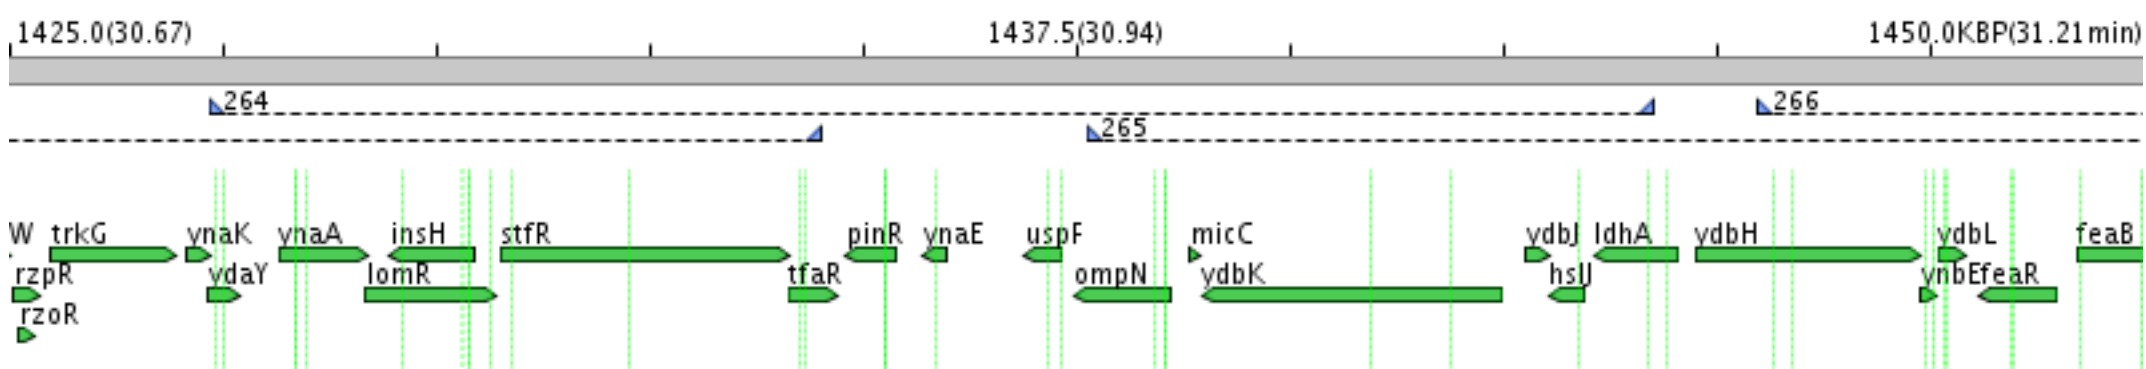 1425.0(30.67) 1437.5(30.94) 1450.0KBP(31.21min)
264 266
265
W trkG ynaK ynaA insH stfR pinR ynaE uspF micC ydbJ ldhA ydbH ydbL feaB
rzpR ydaY lomR tfaR ompN ydbK hslJ ynbE feaR
rzoR